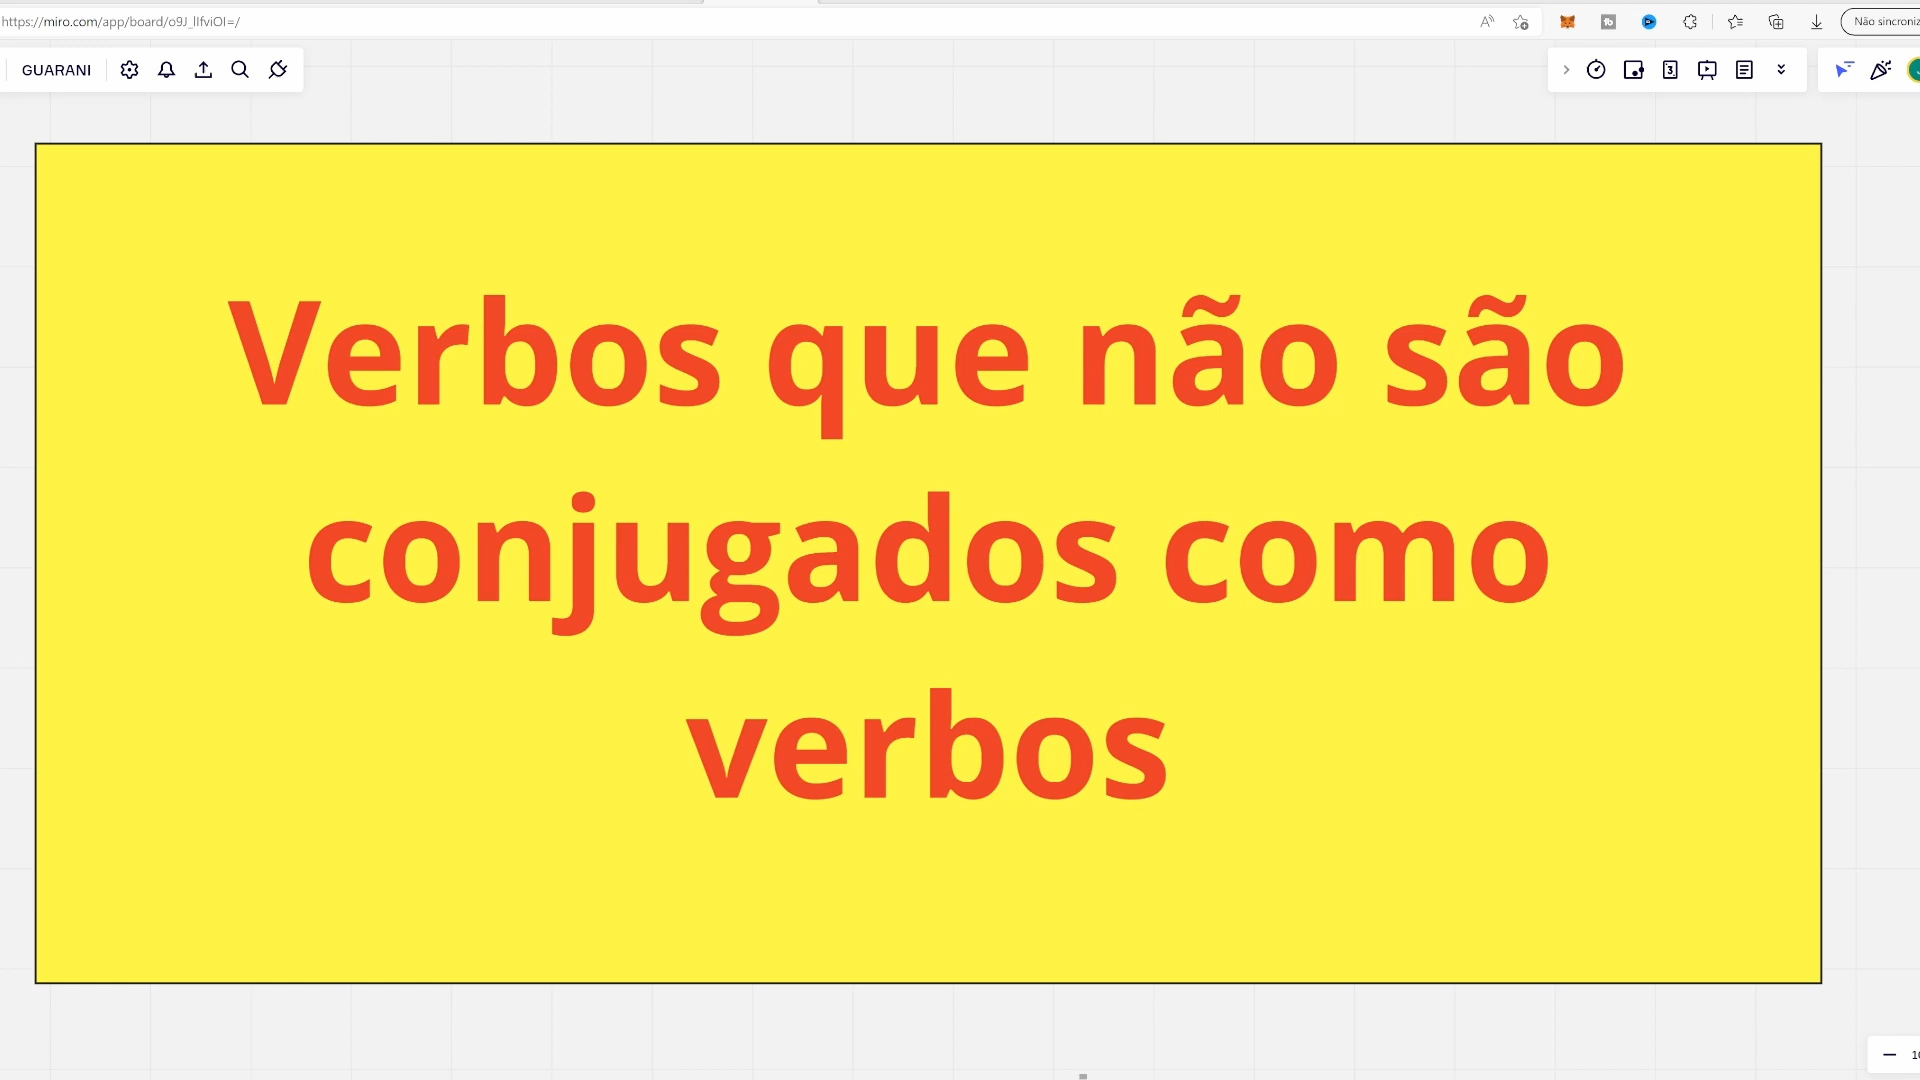 https://miro.com/app/board/o9J_lIfviOI=/
Não sincroniz
GUARANI
Verbos que não são
conjugados como
verbos